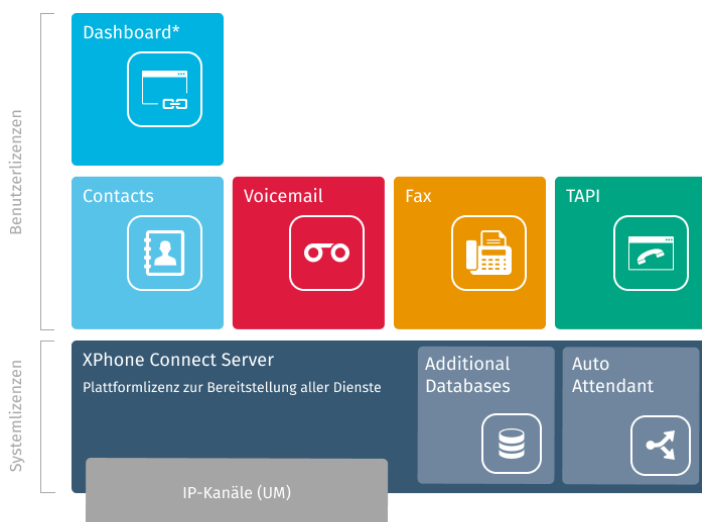 Benutzerlizenzen
Dashboard*
Contacts
Voicemail
Fax
TAPI
Systemlizenzen
XPhone Connect Server
Plattformlizenz zur Bereitstellung aller Dienste
Additional
Databases
Auto
Attendant
IP-Kanäle (UM)